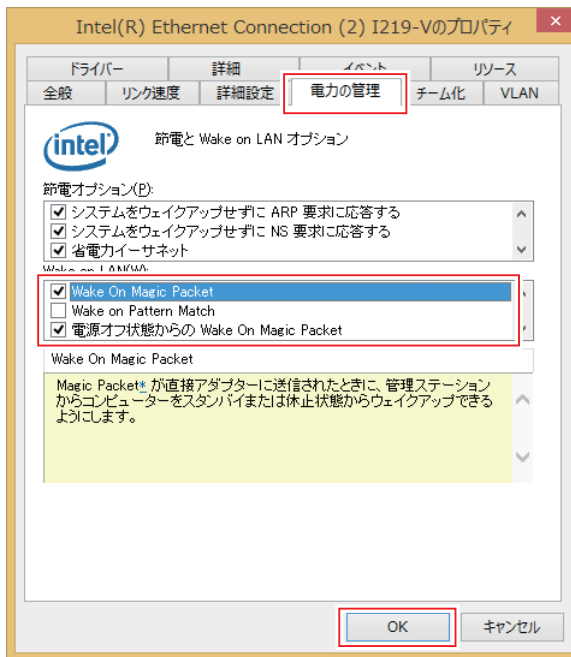 Intel(R) Ethernet Connection (2) I219-Vのプロパティ
ドライバー 詳細 イベント リソース
全般 リンク速度 詳細設定 電力の管理 チーム化 VLAN
intel 節電と Wake on LAN オプション
節電オプション(P):
システムをウェイクアップせずに ARP 要求に応答する
システムをウェイクアップせずに NS 要求に応答する
省電力イーサネット
Wake on LAN(W):
Wake On Magic Packet
Wake on Pattern Match
電源オフ状態からの Wake On Magic Packet
Wake On Magic Packet
Magic Packet* が直接アダプターに送信されたときに、管理ステーション
からコンピューターをスタンバイまたは休止状態からウェイクアップできる
ようにします。
OK キャンセル